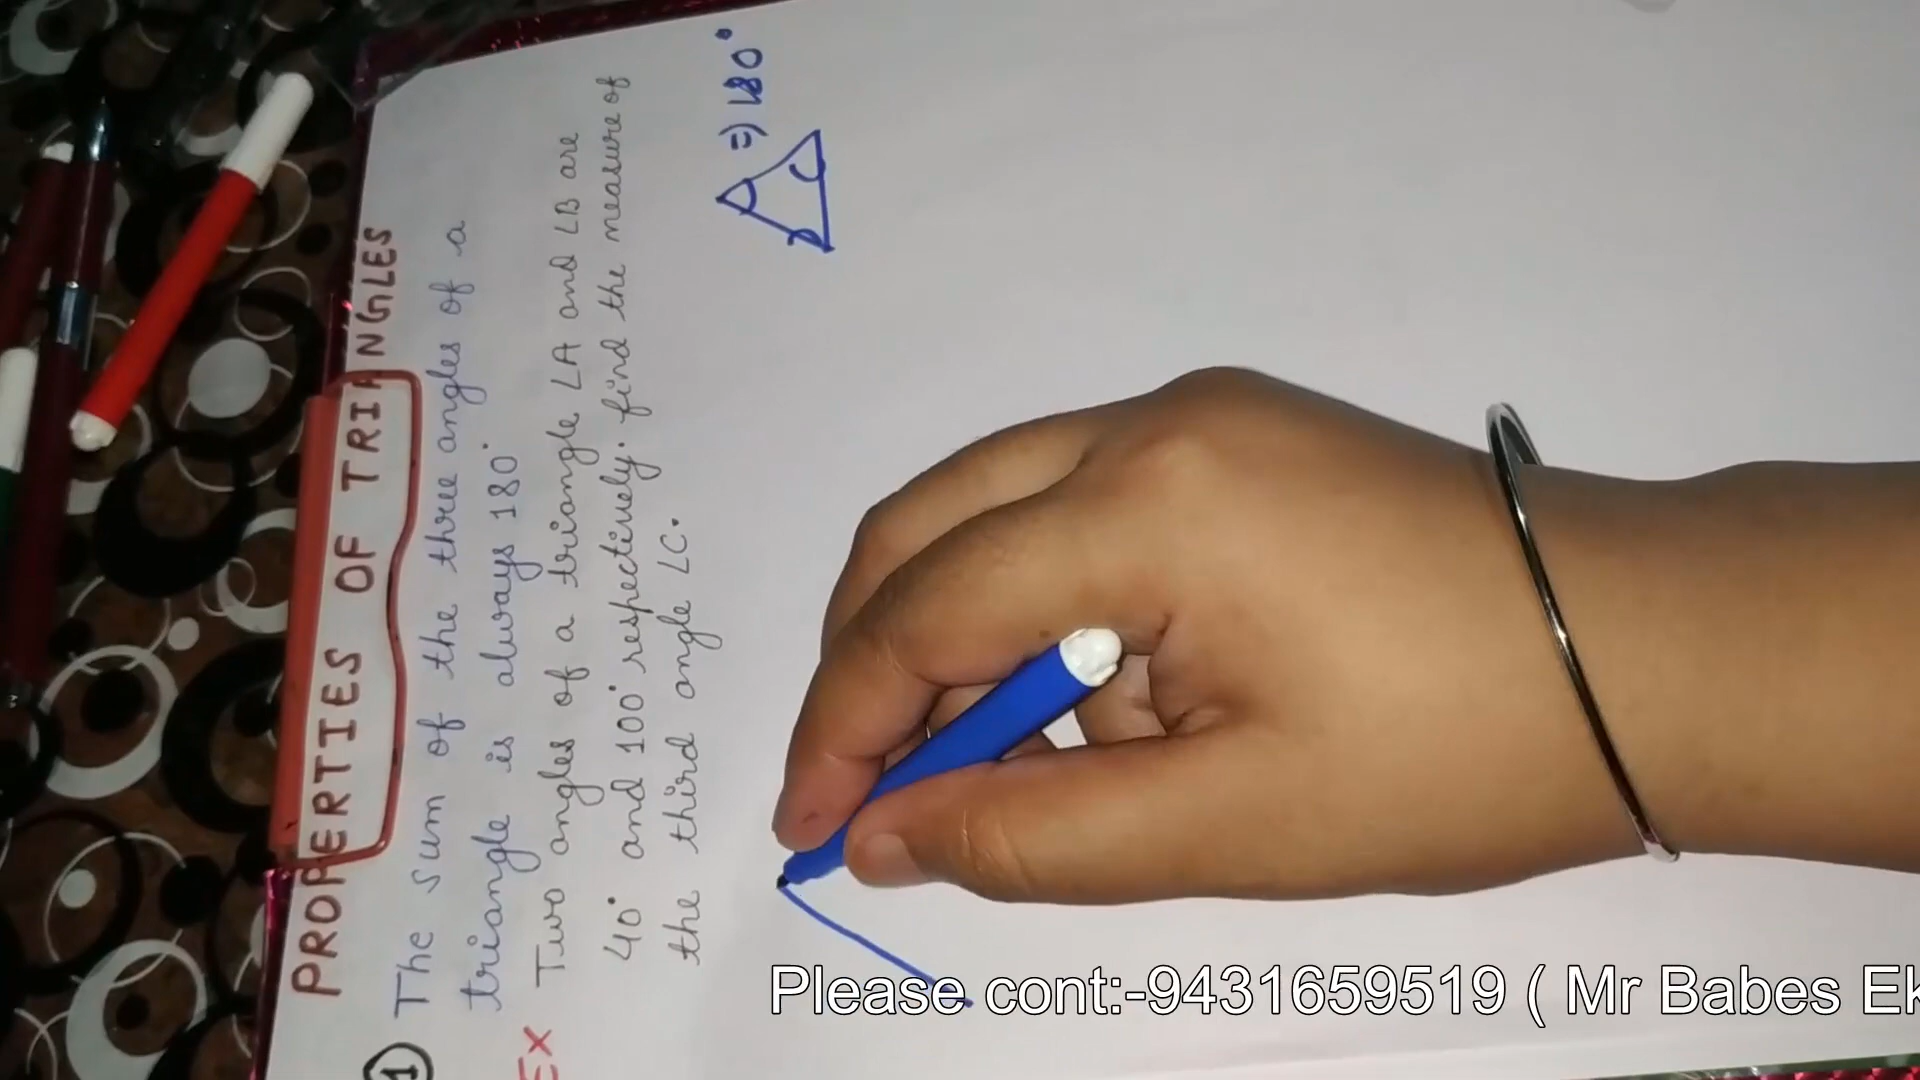 PROPERTIES OF TRIANGLES
1 The sum of the three angles of a
triangle is always 180°
Ex Two angles of a triangle ∠A and ∠B are
40° and 100° respectively. find the measure of
the third angle ∠C.
=) 180°
Please cont:-9431659519 ( Mr Babes Ek